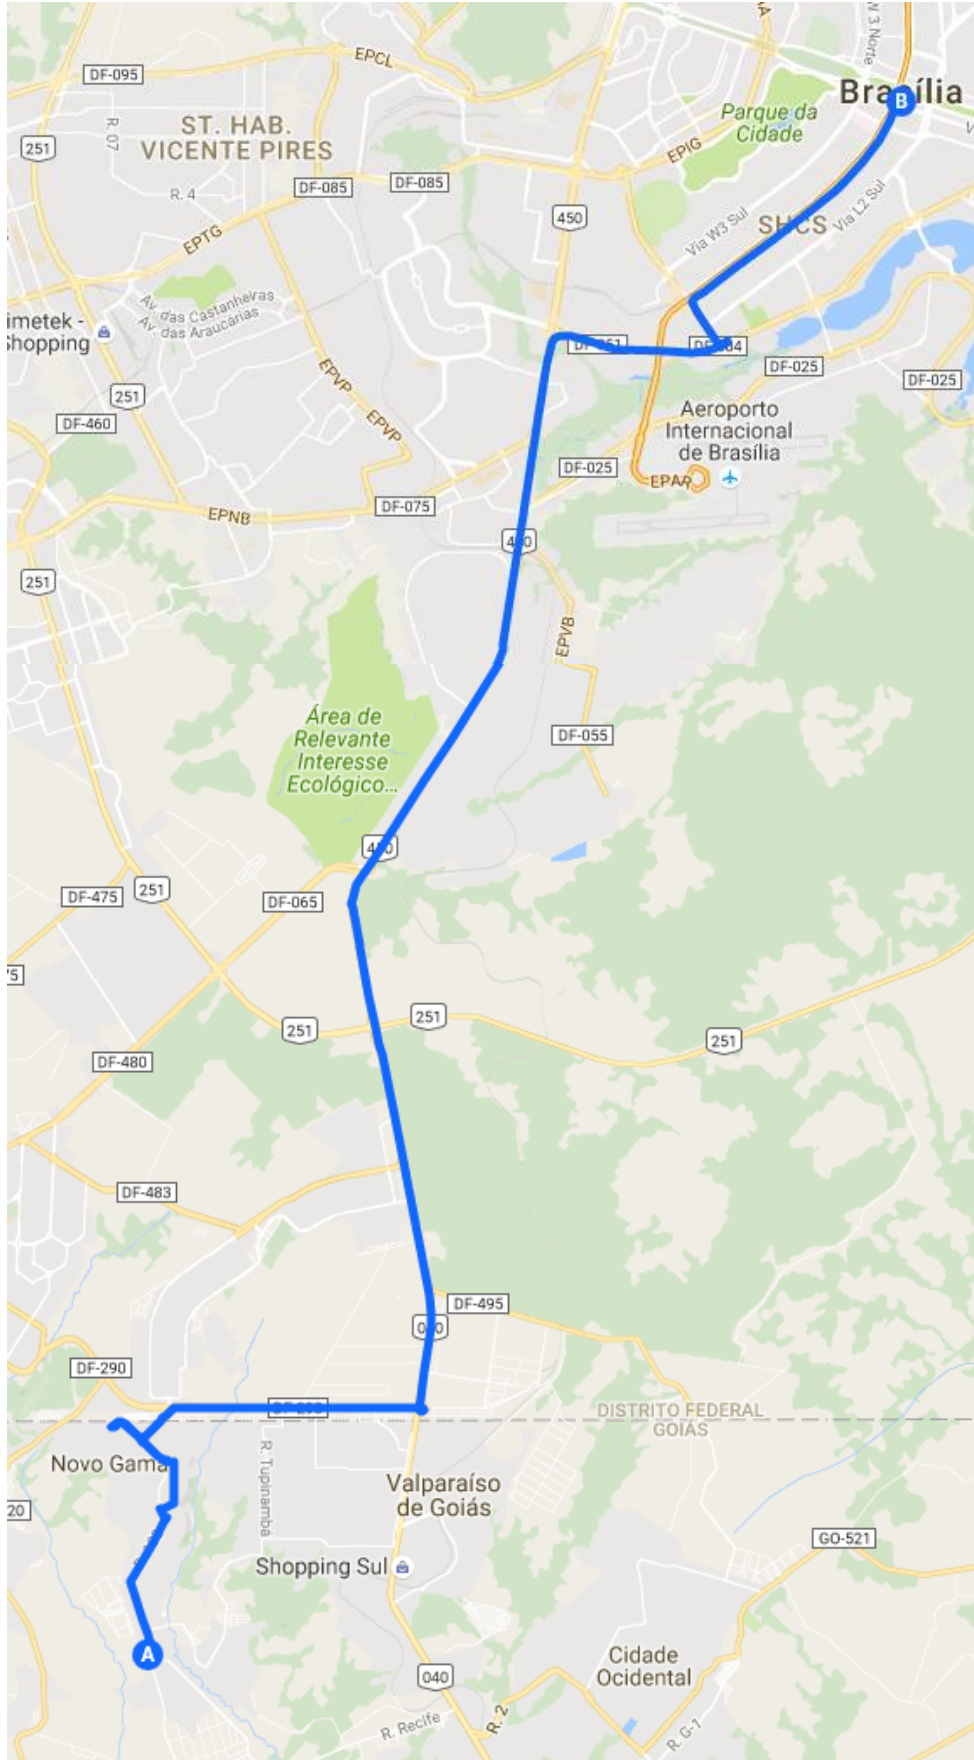 W 3 Norte
EPCL
DF-095
Brasília
B
Parque da
Cidade
R. 07
ST. HAB.
VICENTE PIRES
251
EPIG
DF-085
DF-085
R. 4
450
Via W3 Sul
SHCS
Via L2 Sul
EPTG
Av. das Castanheiras
Av. das Araucárias
imetek -
Shopping
DF-025
DF-025
EPVP
251
DF-460
EPVP
Aeroporto
Internacional
de Brasília
DF-025
EPAR
DF-075
EPNB
251
EPVB
Área de
Relevante
Interesse
Ecológico...
DF-055
DF-475
251
DF-065
75
251
251
251
DF-480
DF-483
DF-495
DF-290
DISTRITO FEDERAL
GOIÁS
Novo Gama
R. Tupinambá
Valparaíso
de Goiás
20
GO-521
Shopping Sul
A
Cidade
Ocidental
040
R. Recife
R. 2
R. G-1